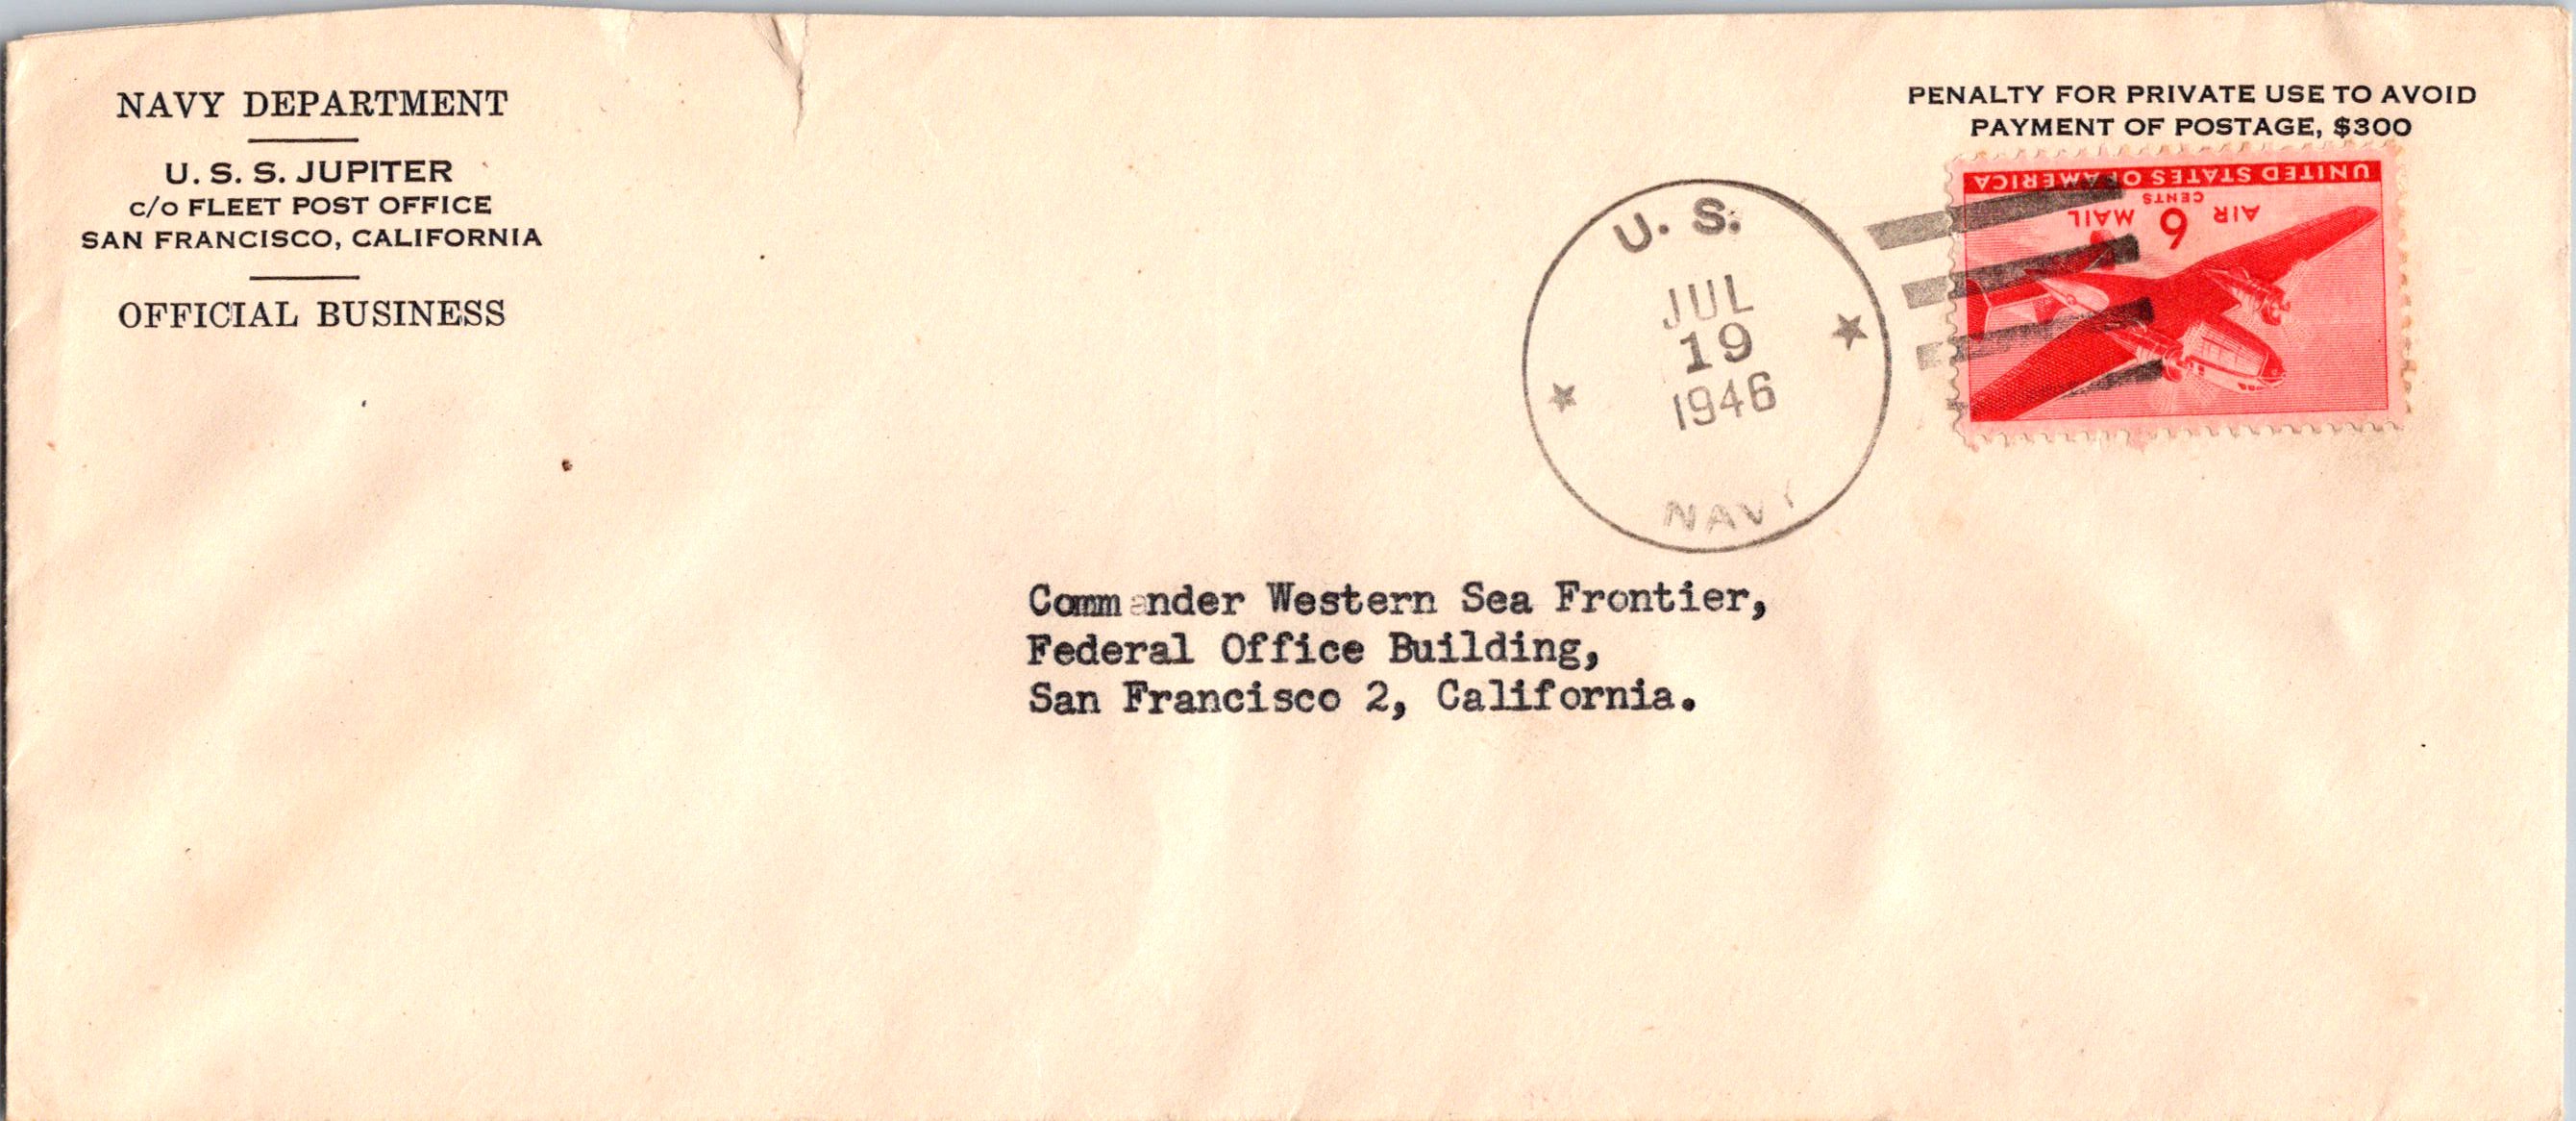 NAVY DEPARTMENT
U. S. S. JUPITER
c/o FLEET POST OFFICE
SAN FRANCISCO, CALIFORNIA
OFFICIAL BUSINESS
PENALTY FOR PRIVATE USE TO AVOID
PAYMENT OF POSTAGE, $300
UNITED STATES OF AMERICA
CENTS
AIR 6 MAIL
U. S.
JUL
19
1946
NAVY
Commander Western Sea Frontier,
Federal Office Building,
San Francisco 2, California.